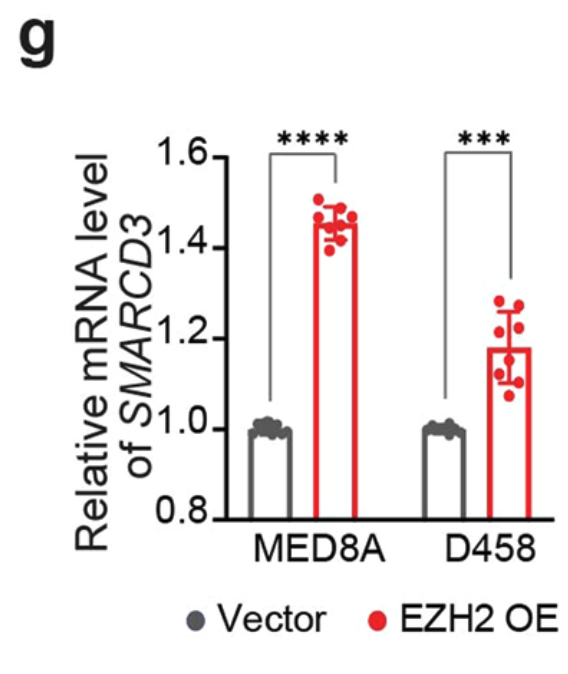 g
Relative mRNA level
of SMARCD3
**** ***
1.6
1.4
1.2
1.0
0.8
MED8A D458
Vector EZH2 OE